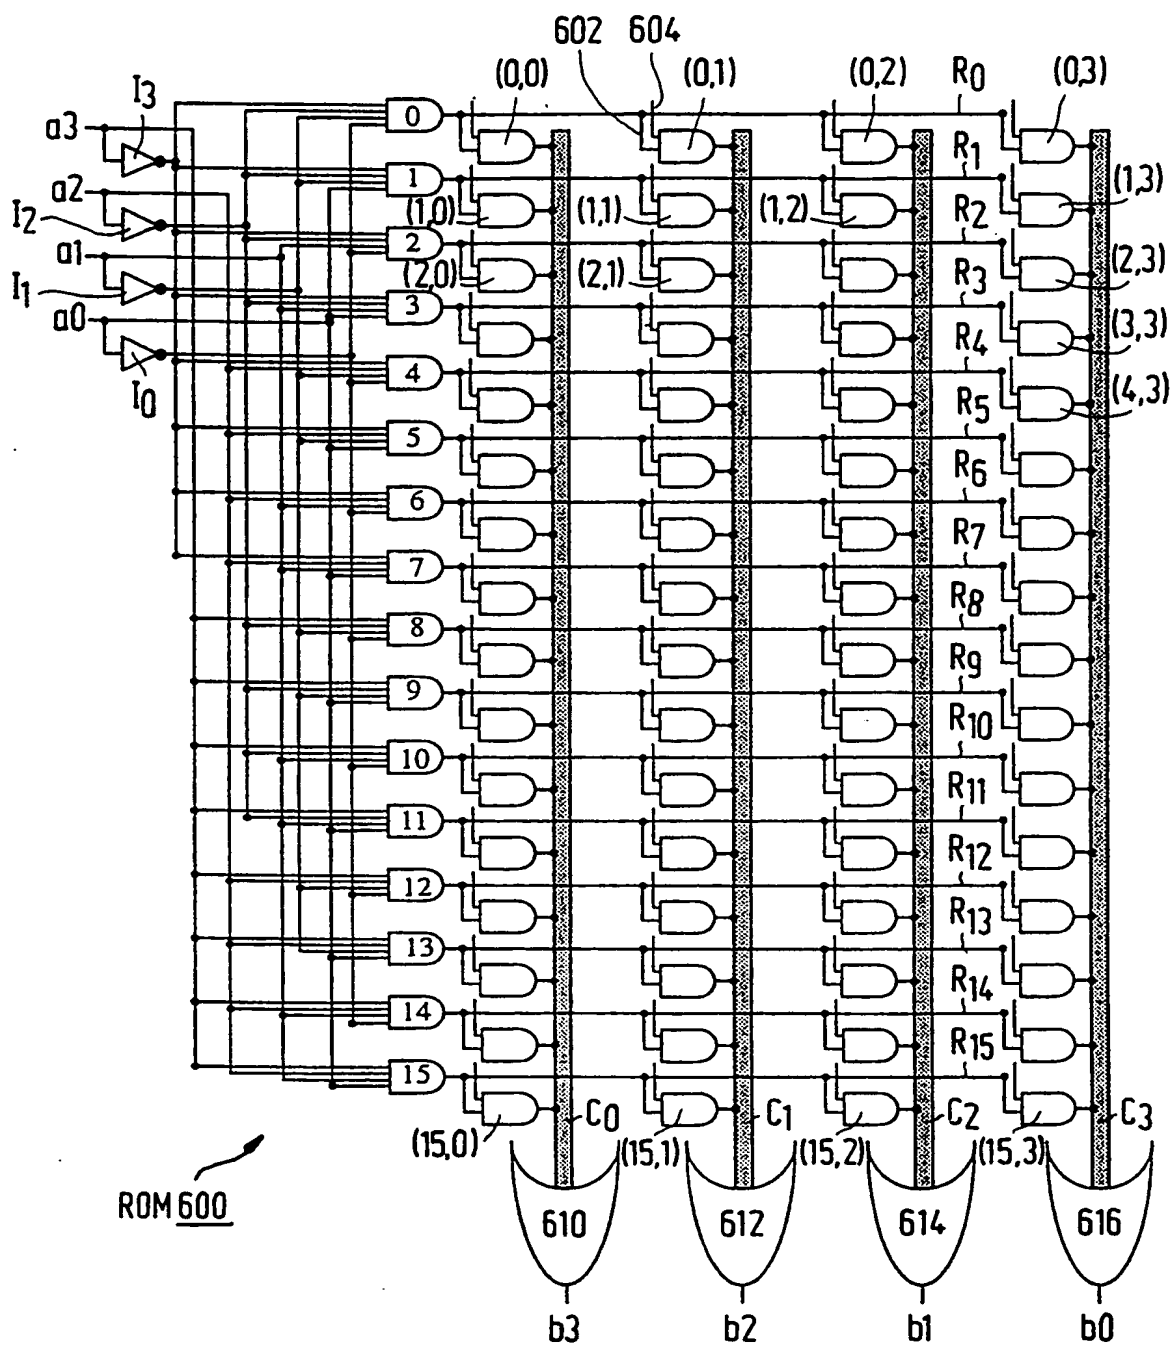 602 604
(0,0) (0,1) (0,2) R0 (0,3)
I3
a3
0
R1
1
(1,3)
a2
(1,0) (1,1) (1,2) R2
I2
2
a1
(2,0) (2,1) R3 (2,3)
I1
3
a0
R4 (3,3)
4
I0
R5 (4,3)
5
R6
6
R7
7
R8
8
R9
9
R10
10
R11
11
R12
12
R13
13
R14
14
R15
15
C0 C1 C2 C3
(15,0) (15,1) (15,2) (15,3)
ROM 600
610 612 614 616
b3 b2 b1 b0